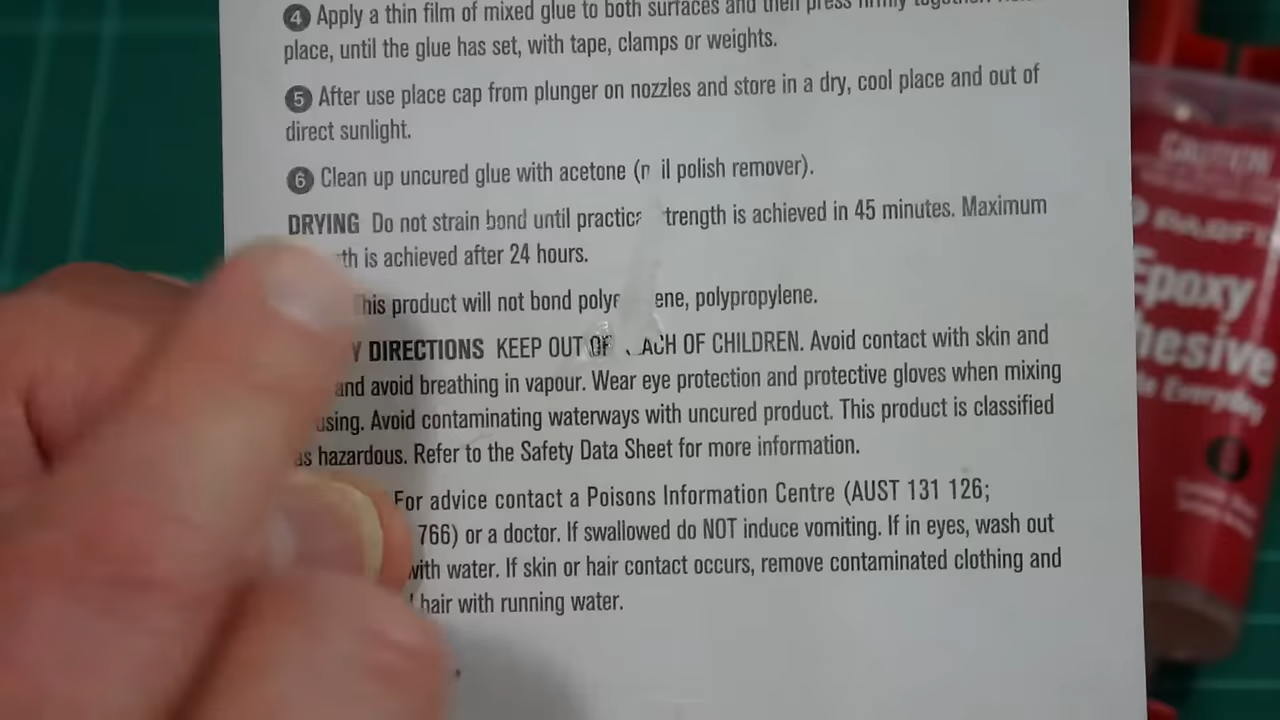 4 Apply a thin film of mixed glue to both surfaces and then press firmly together.
place, until the glue has set, with tape, clamps or weights.
5 After use place cap from plunger on nozzles and store in a dry, cool place and out of
direct sunlight.
6 Clean up uncured glue with acetone (n il polish remover).
DRYING Do not strain bond until practica trength is achieved in 45 minutes. Maximum
th is achieved after 24 hours.
his product will not bond polye ene, polypropylene.
Y DIRECTIONS KEEP OUT OF ACH OF CHILDREN. Avoid contact with skin and
and avoid breathing in vapour. Wear eye protection and protective gloves when mixing
using. Avoid contaminating waterways with uncured product. This product is classified
as hazardous. Refer to the Safety Data Sheet for more information.
For advice contact a Poisons Information Centre (AUST 131 126;
766) or a doctor. If swallowed do NOT induce vomiting. If in eyes, wash out
with water. If skin or hair contact occurs, remove contaminated clothing and
hair with running water.
CAUTION
Epoxy
hesive
Everyday